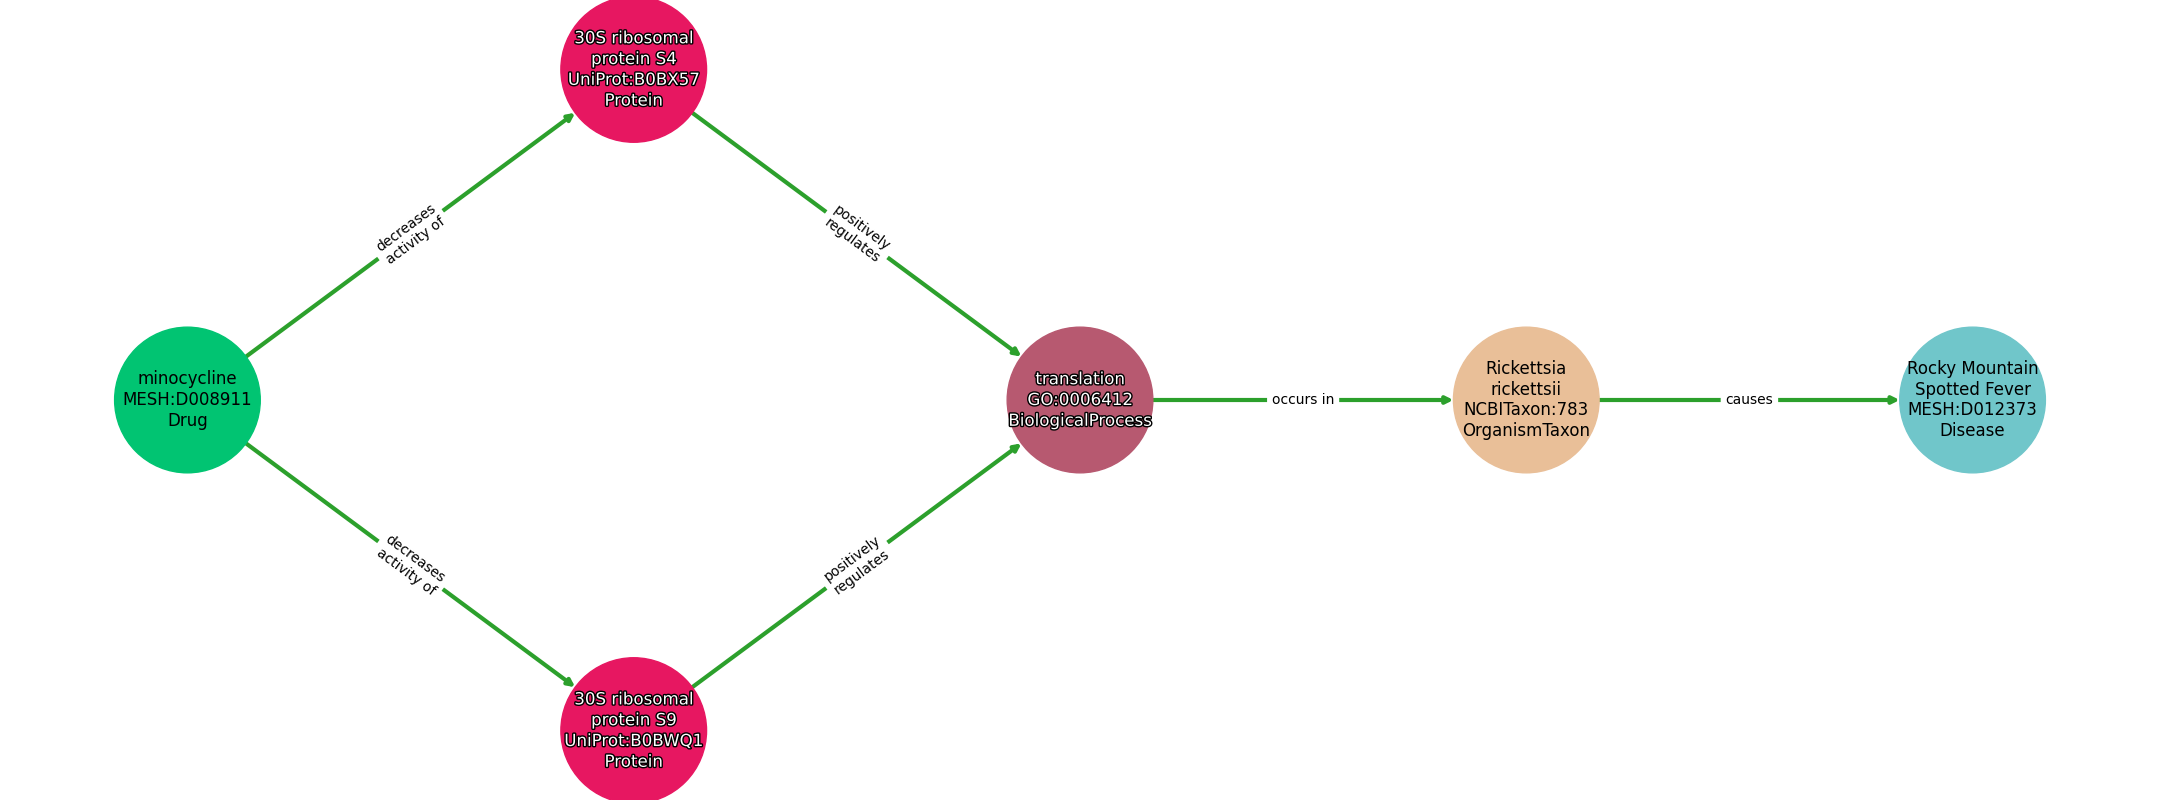 30S ribosomal
protein S4
UniProt:B0BX57
Protein
decreases
activity of
positively
regulates
minocycline
MESH:D008911
Drug
translation
GO:0006412
BiologicalProcess
occurs in
Rickettsia
rickettsii
NCBITaxon:783
OrganismTaxon
causes
Rocky Mountain
Spotted Fever
MESH:D012373
Disease
decreases
activity of
positively
regulates
30S ribosomal
protein S9
UniProt:B0BWQ1
Protein